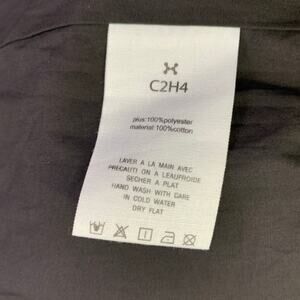 C2H4
plus:100%polyester
material:100%cotton
LAVER A LA MAIN AVEC
PRECAUTI ON A LEAUFROIDE
SECHER A PLAT
HAND WASH WITH CARE
IN COLD WATER
DRY FLAT